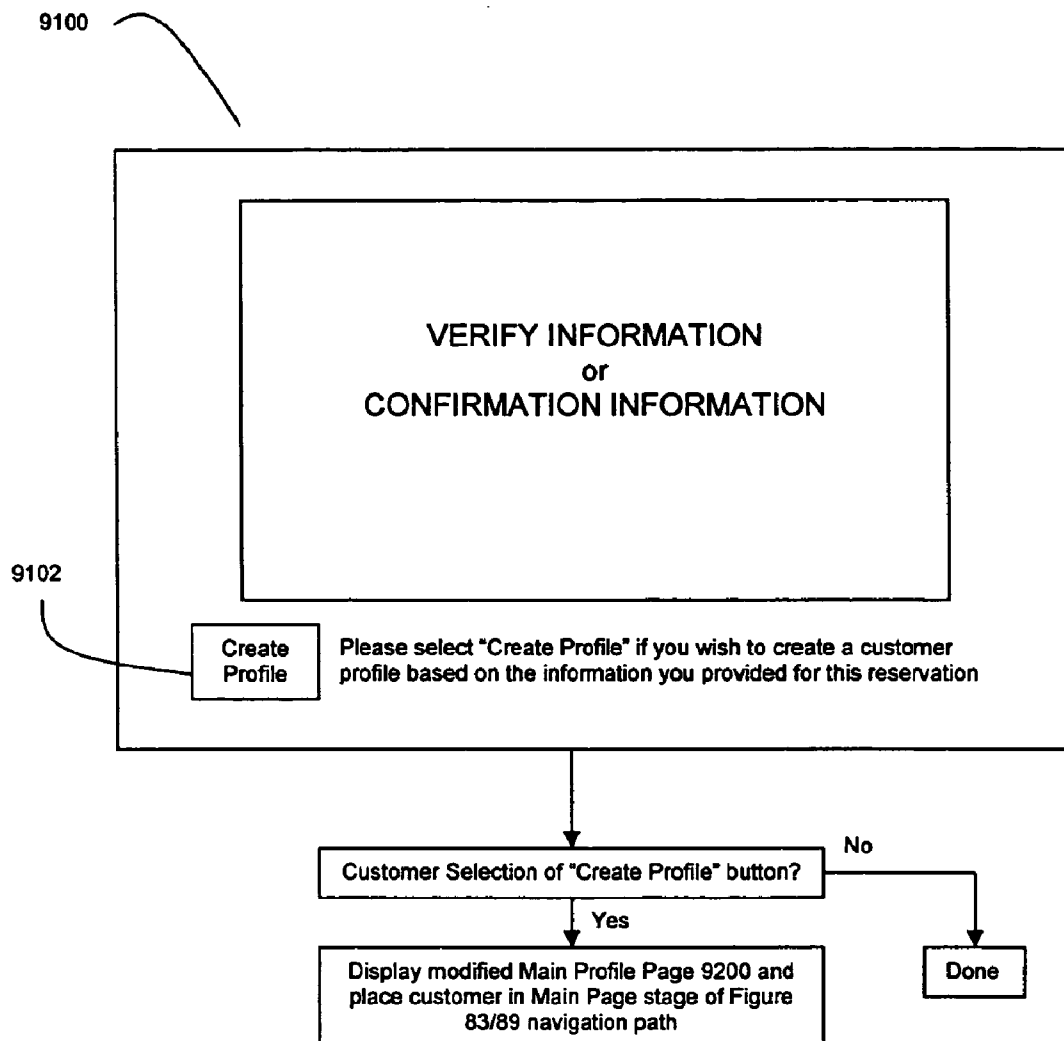 9100
VERIFY INFORMATION
or
CONFIRMATION INFORMATION
9102
Create
Profile
Please select "Create Profile" if you wish to create a customer
profile based on the information you provided for this reservation
Customer Selection of "Create Profile" button?
No
Yes
Display modified Main Profile Page 9200 and
place customer in Main Page stage of Figure
83/89 navigation path
Done